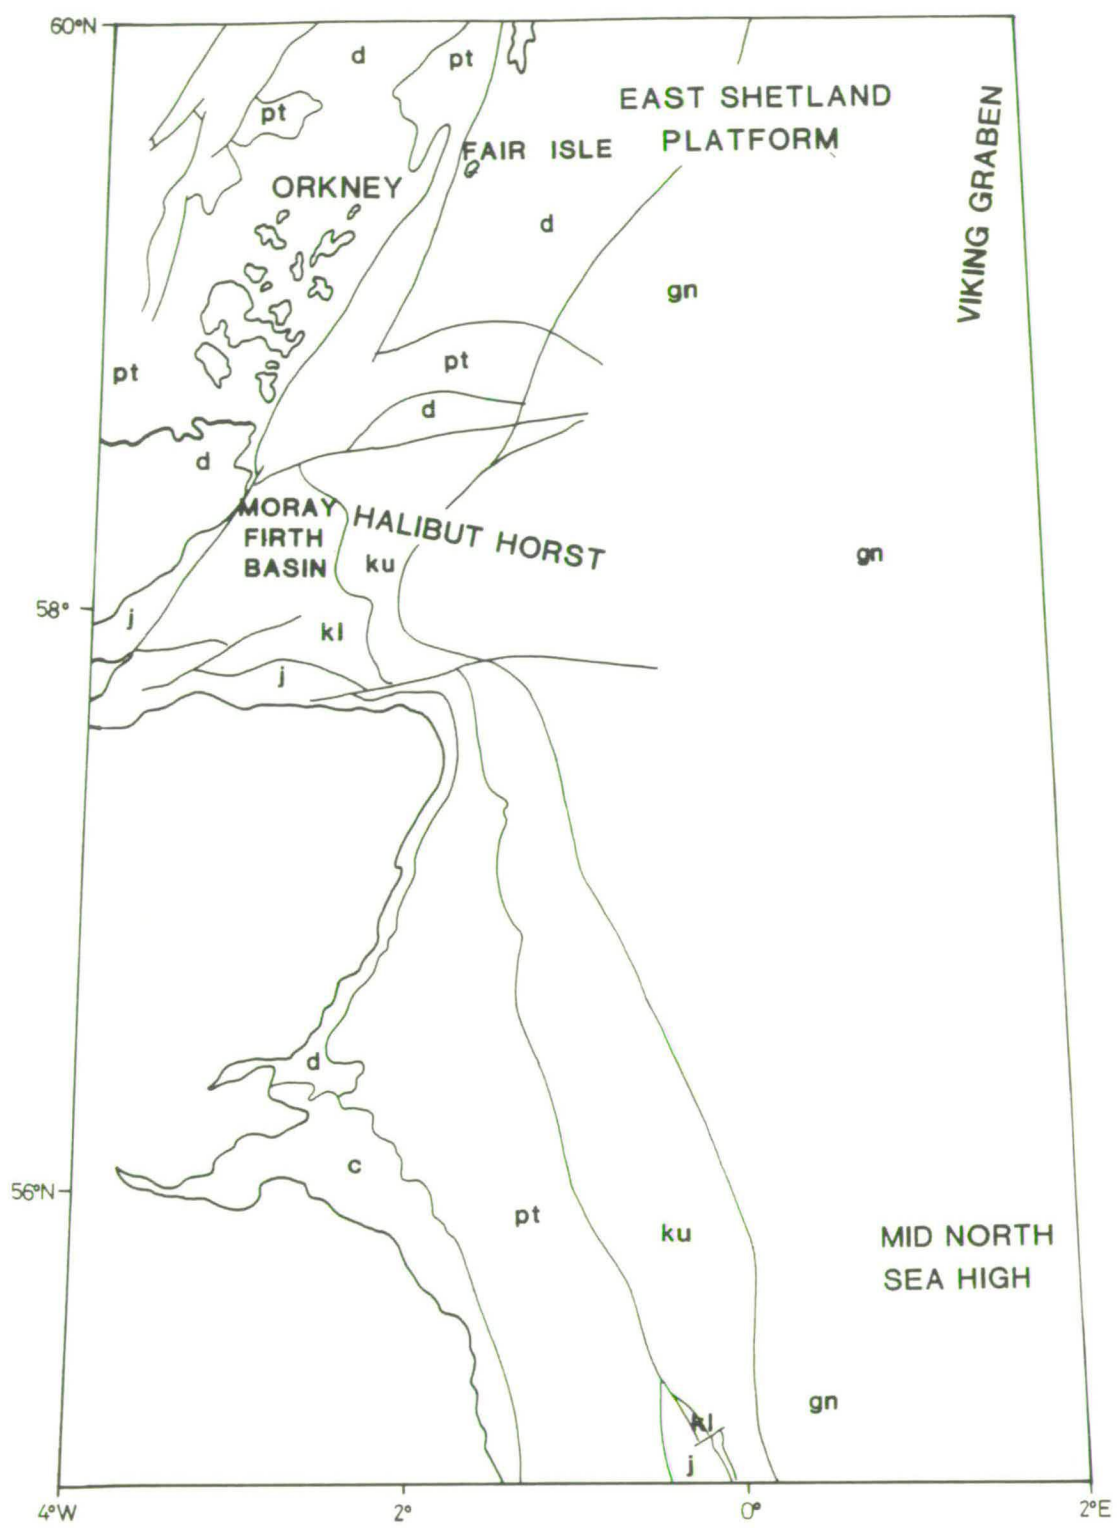 60°N
d
pt
EAST SHETLAND
PLATFORM
pt
VIKING GRABEN
FAIR ISLE
ORKNEY
d
gn
pt
pt
d
d
MORAY
FIRTH
BASIN
HALIBUT HORST
ku
gn
58°
j
kl
j
d
c
56°N
pt
ku
MID NORTH
SEA HIGH
gn
kl
j
4°W
2°
0°
2°E